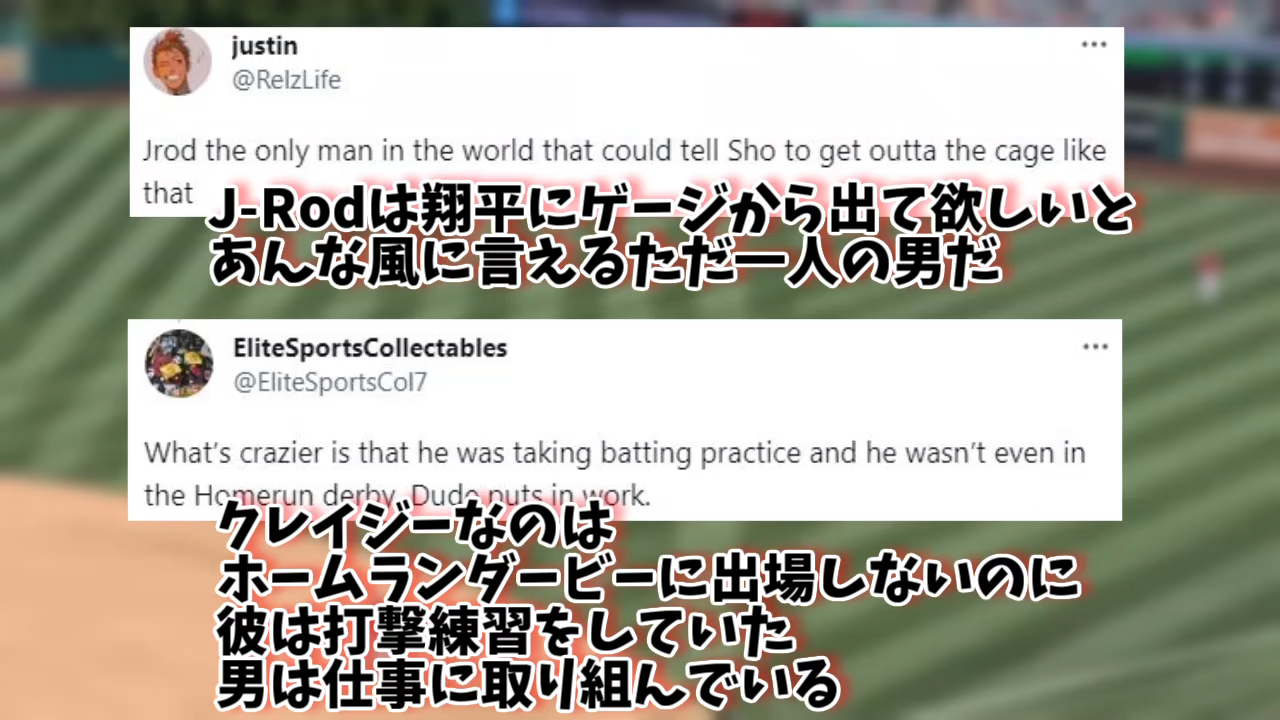 justin
@RelzLife
Jrod the only man in the world that could tell Sho to get outta the cage like
that
J-Rodは翔平にゲージから出て欲しいと
あんな風に言えるただ一人の男だ
EliteSportsCollectables
@EliteSportsCol7
What's crazier is that he was taking batting practice and he wasn't even in
the Homerun derby. Dude puts in work.
クレイジーなのは
ホームランダービーに出場しないのに
彼は打撃練習をしていた
男は仕事に取り組んでいる